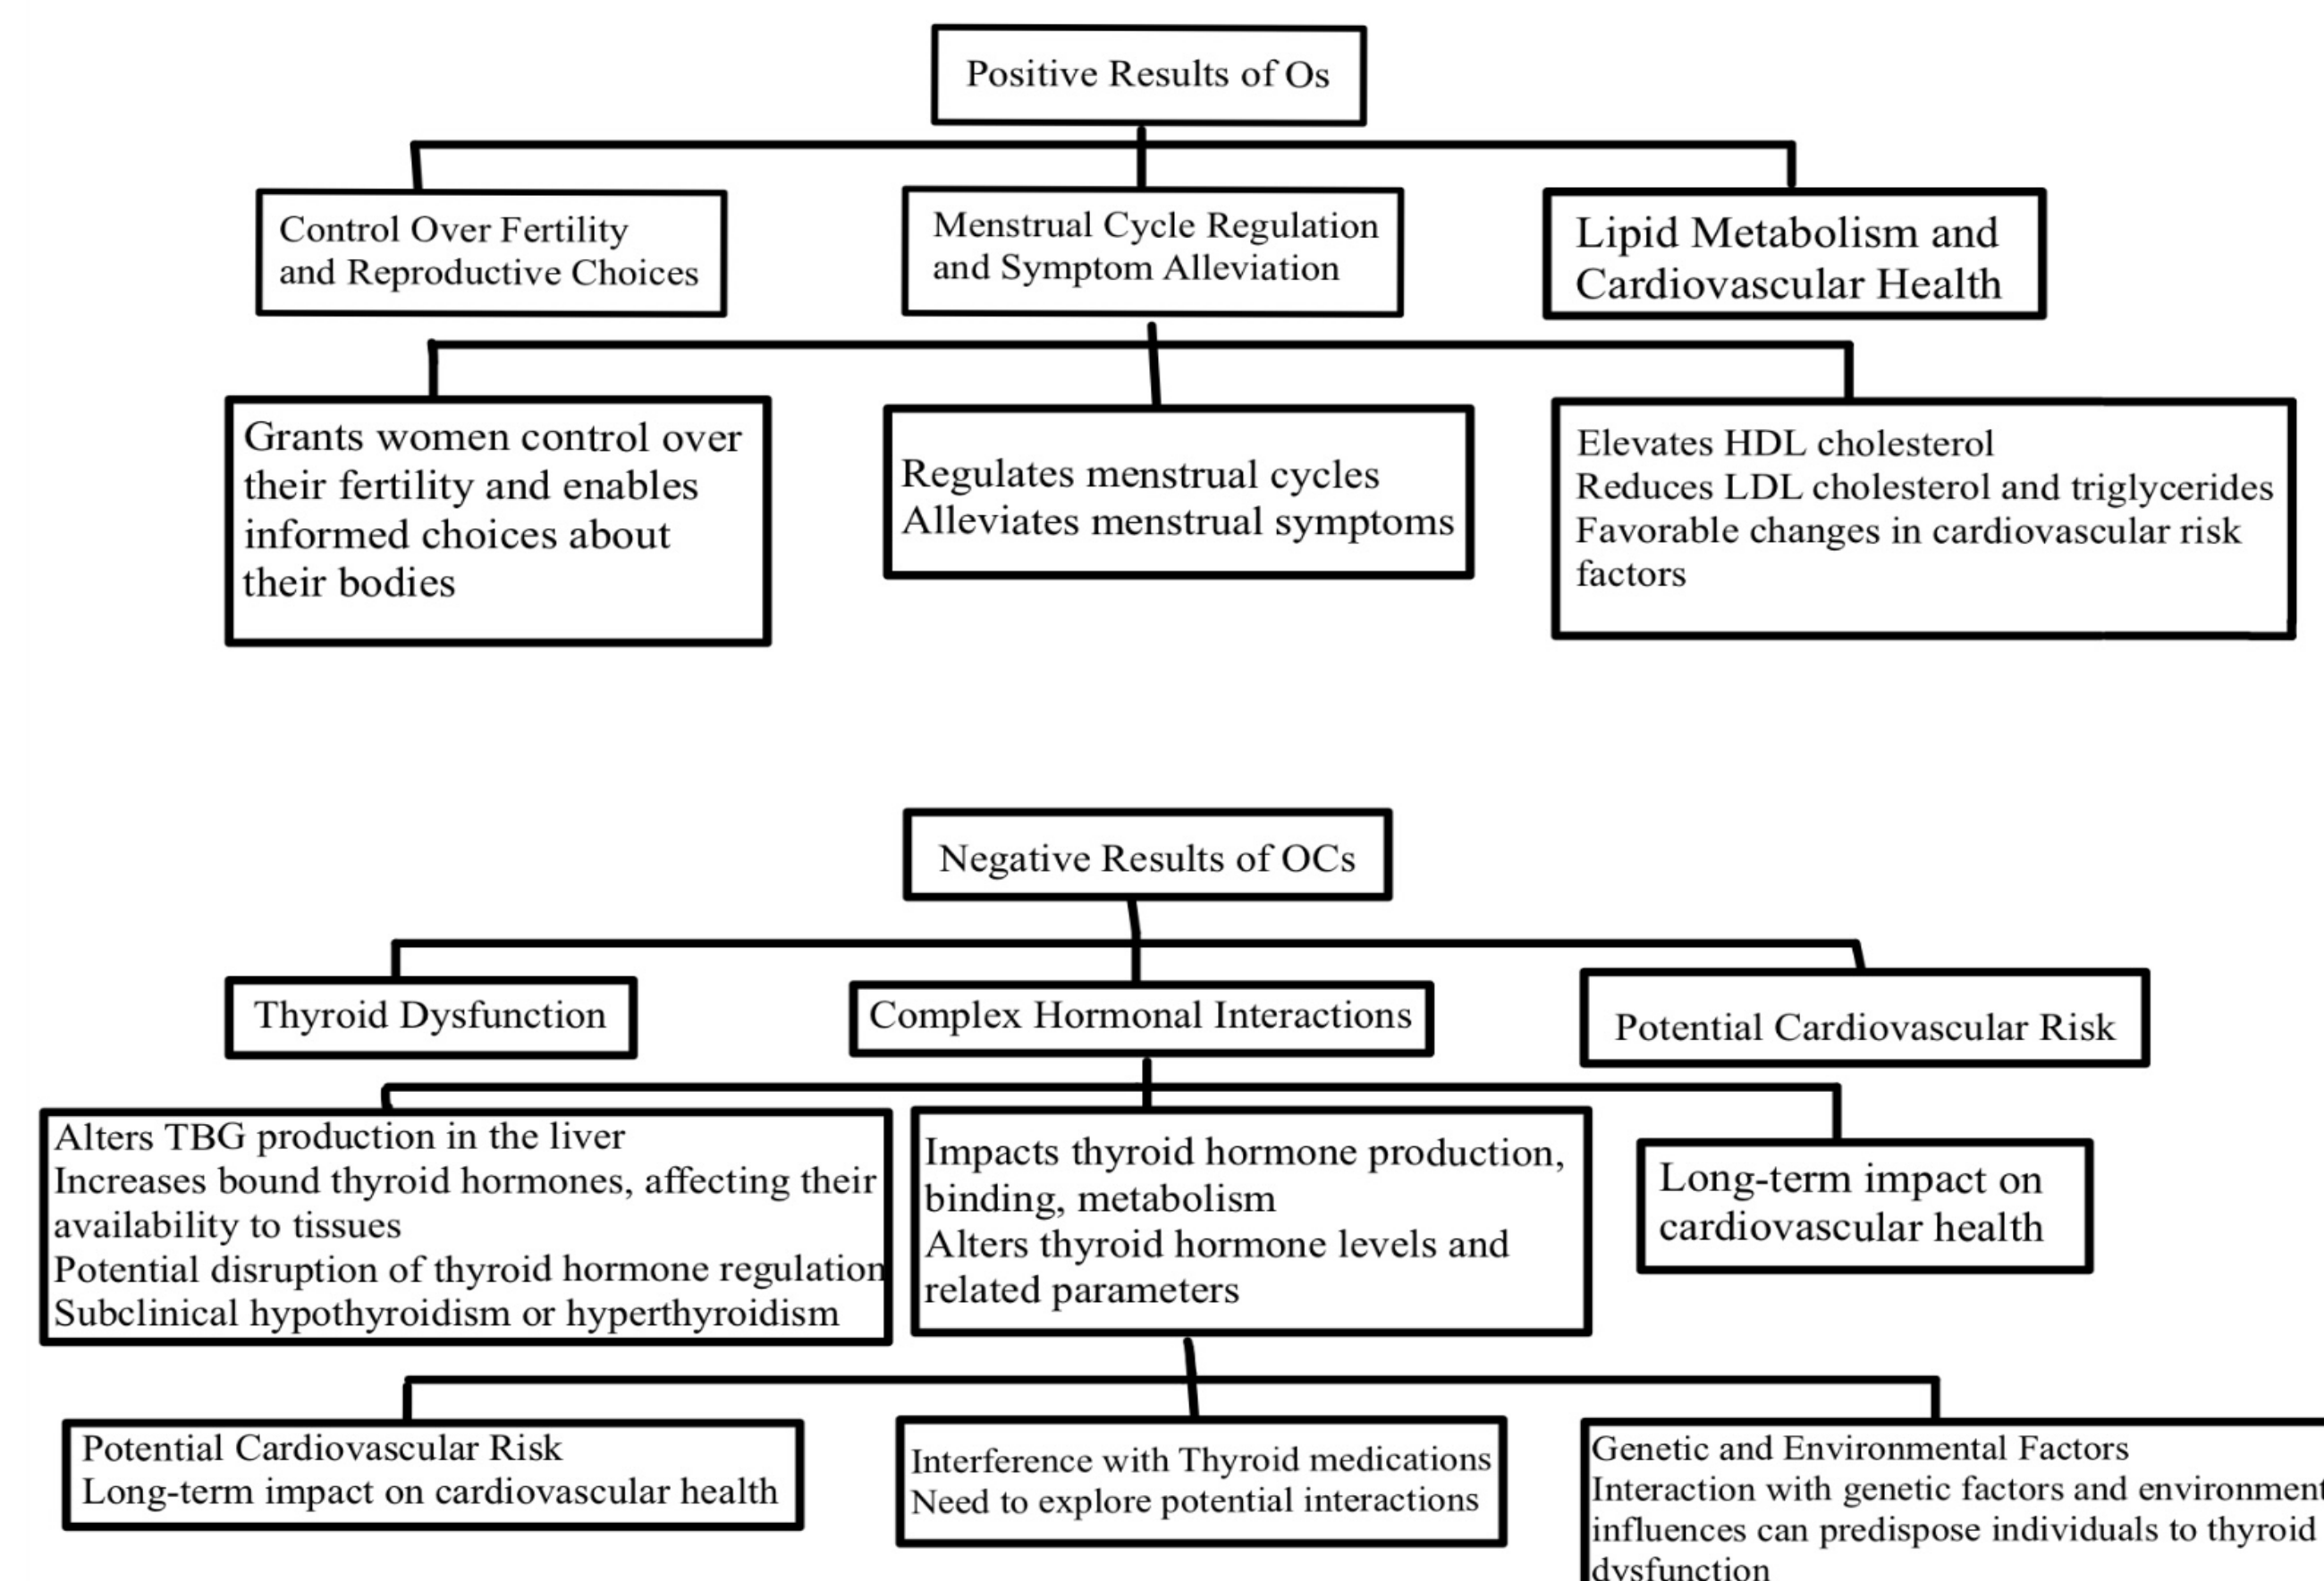 Positive Results of Os
Control Over Fertility
and Reproductive Choices
Menstrual Cycle Regulation
and Symptom Alleviation
Lipid Metabolism and
Cardiovascular Health
Grants women control over
their fertility and enables
informed choices about
their bodies
Regulates menstrual cycles
Alleviates menstrual symptoms
Elevates HDL cholesterol
Reduces LDL cholesterol and triglycerides
Favorable changes in cardiovascular risk
factors
Negative Results of OCs
Thyroid Dysfunction
Complex Hormonal Interactions
Potential Cardiovascular Risk
Alters TBG production in the liver
Increases bound thyroid hormones, affecting their
availability to tissues
Potential disruption of thyroid hormone regulation
Subclinical hypothyroidism or hyperthyroidism
Impacts thyroid hormone production,
binding, metabolism
Alters thyroid hormone levels and
related parameters
Long-term impact on
cardiovascular health
Potential Cardiovascular Risk
Long-term impact on cardiovascular health
Interference with Thyroid medications
Need to explore potential interactions
Genetic and Environmental Factors
Interaction with genetic factors and environment
influences can predispose individuals to thyroid
dysfunction